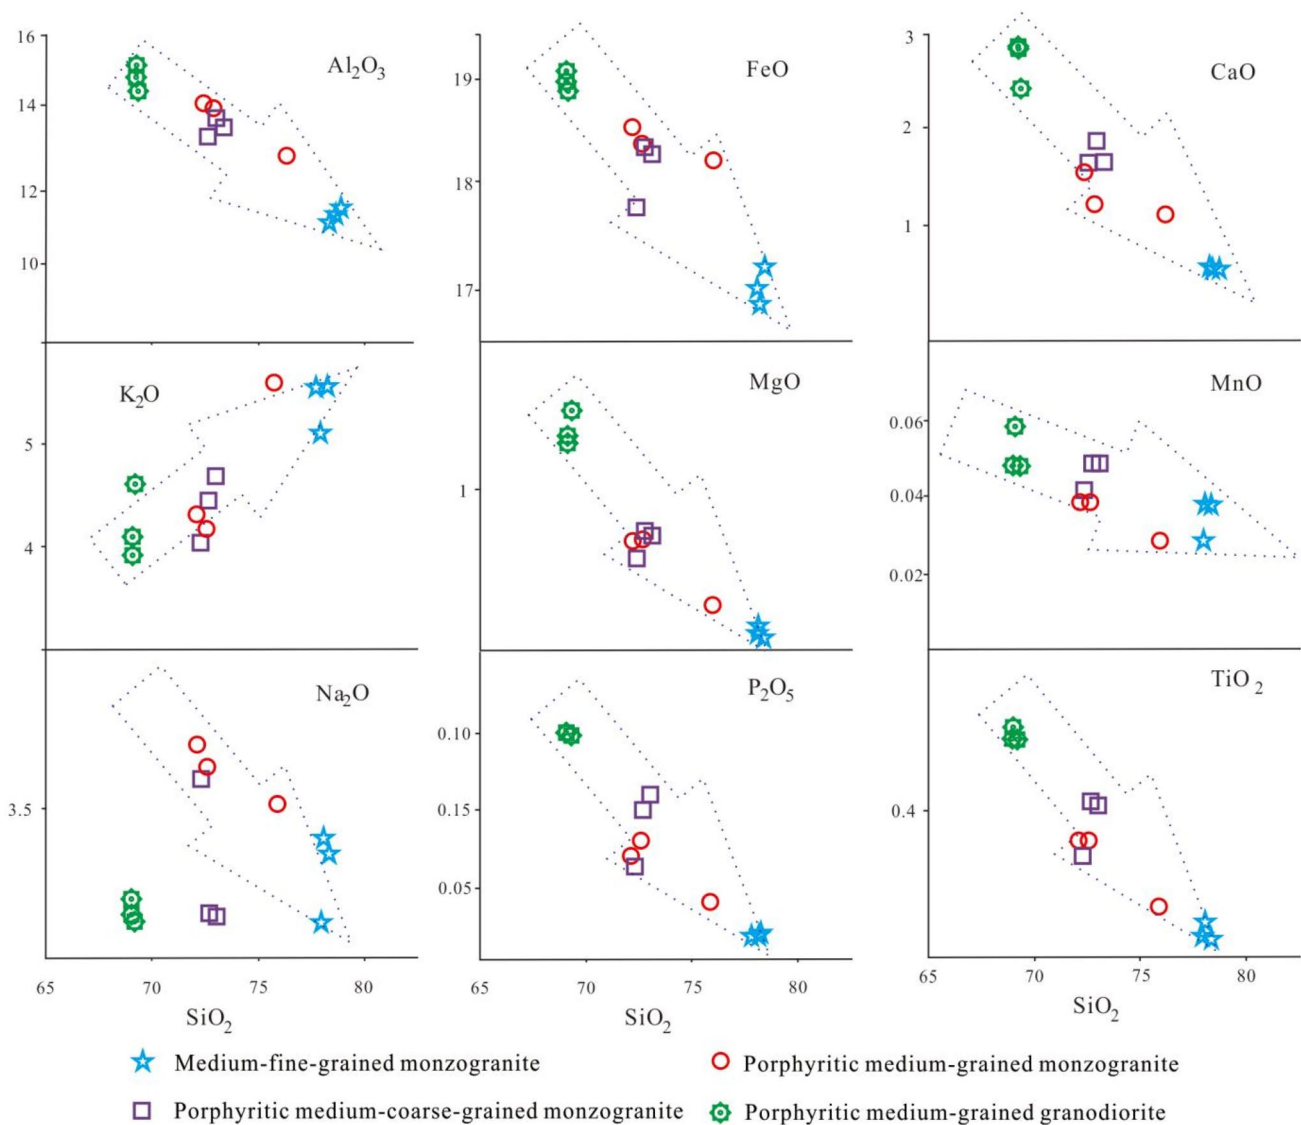 16
14
12
10
Al₂O₃
19
18
17
FeO
3
2
1
CaO
K₂O
5
4
MgO
1
MnO
0.06
0.04
0.02
Na₂O
3.5
P₂O₅
0.10
0.15
0.05
TiO₂
0.4
65 70 75 80
SiO₂
70 75 80
SiO₂
65 70 75 80
SiO₂
Medium-fine-grained monzogranite
Porphyritic medium-grained monzogranite
Porphyritic medium-coarse-grained monzogranite
Porphyritic medium-grained granodiorite